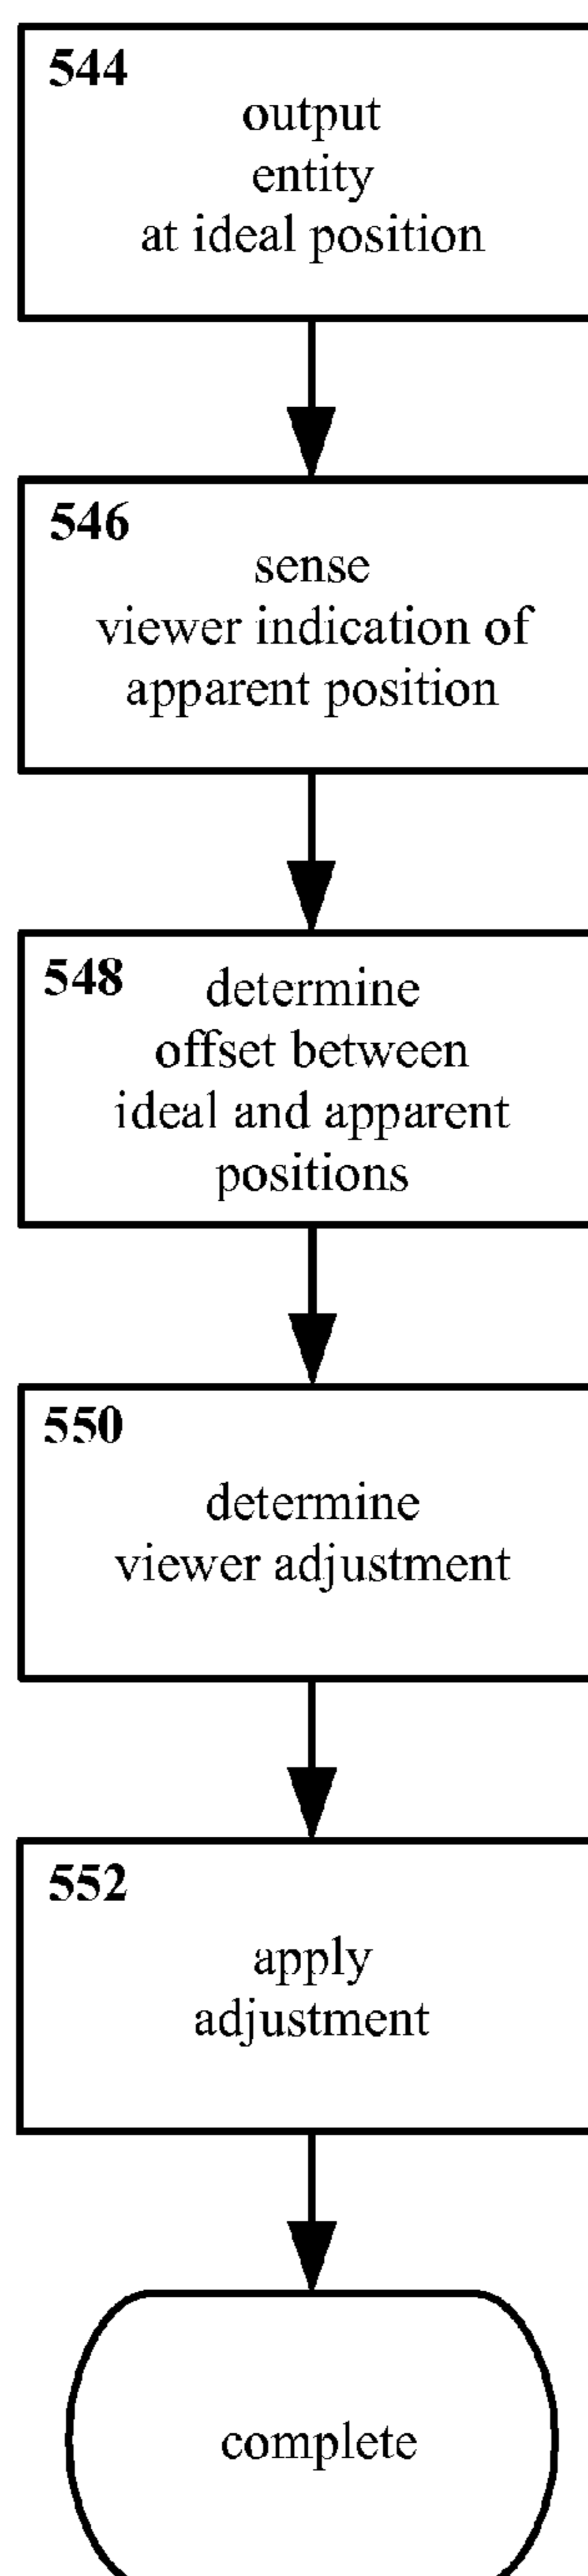 544
output
entity
at ideal position
546
sense
viewer indication of
apparent position
548
determine
offset between
ideal and apparent
positions
550
determine
viewer adjustment
552
apply
adjustment
complete